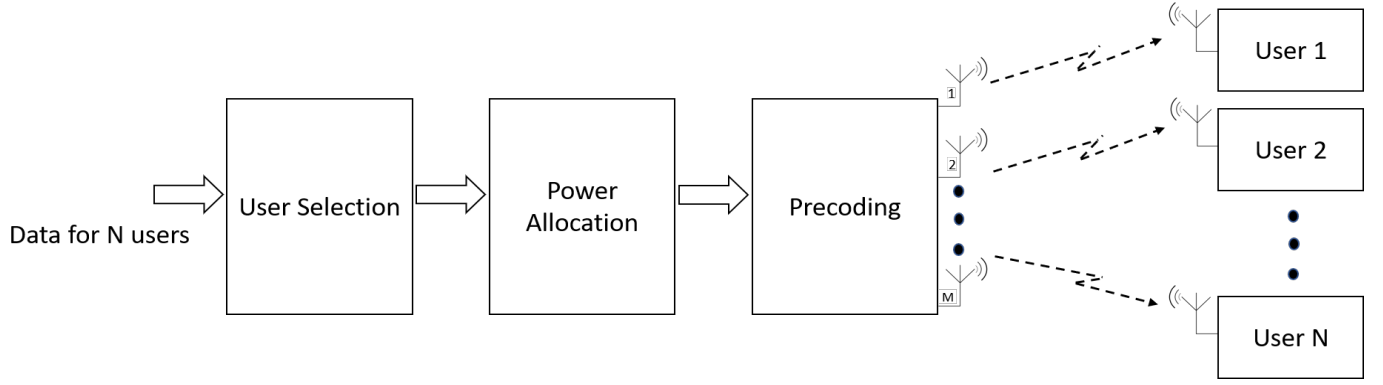 Data for N users
User Selection
Power
Allocation
Precoding
1
2
M
User 1
User 2
User N